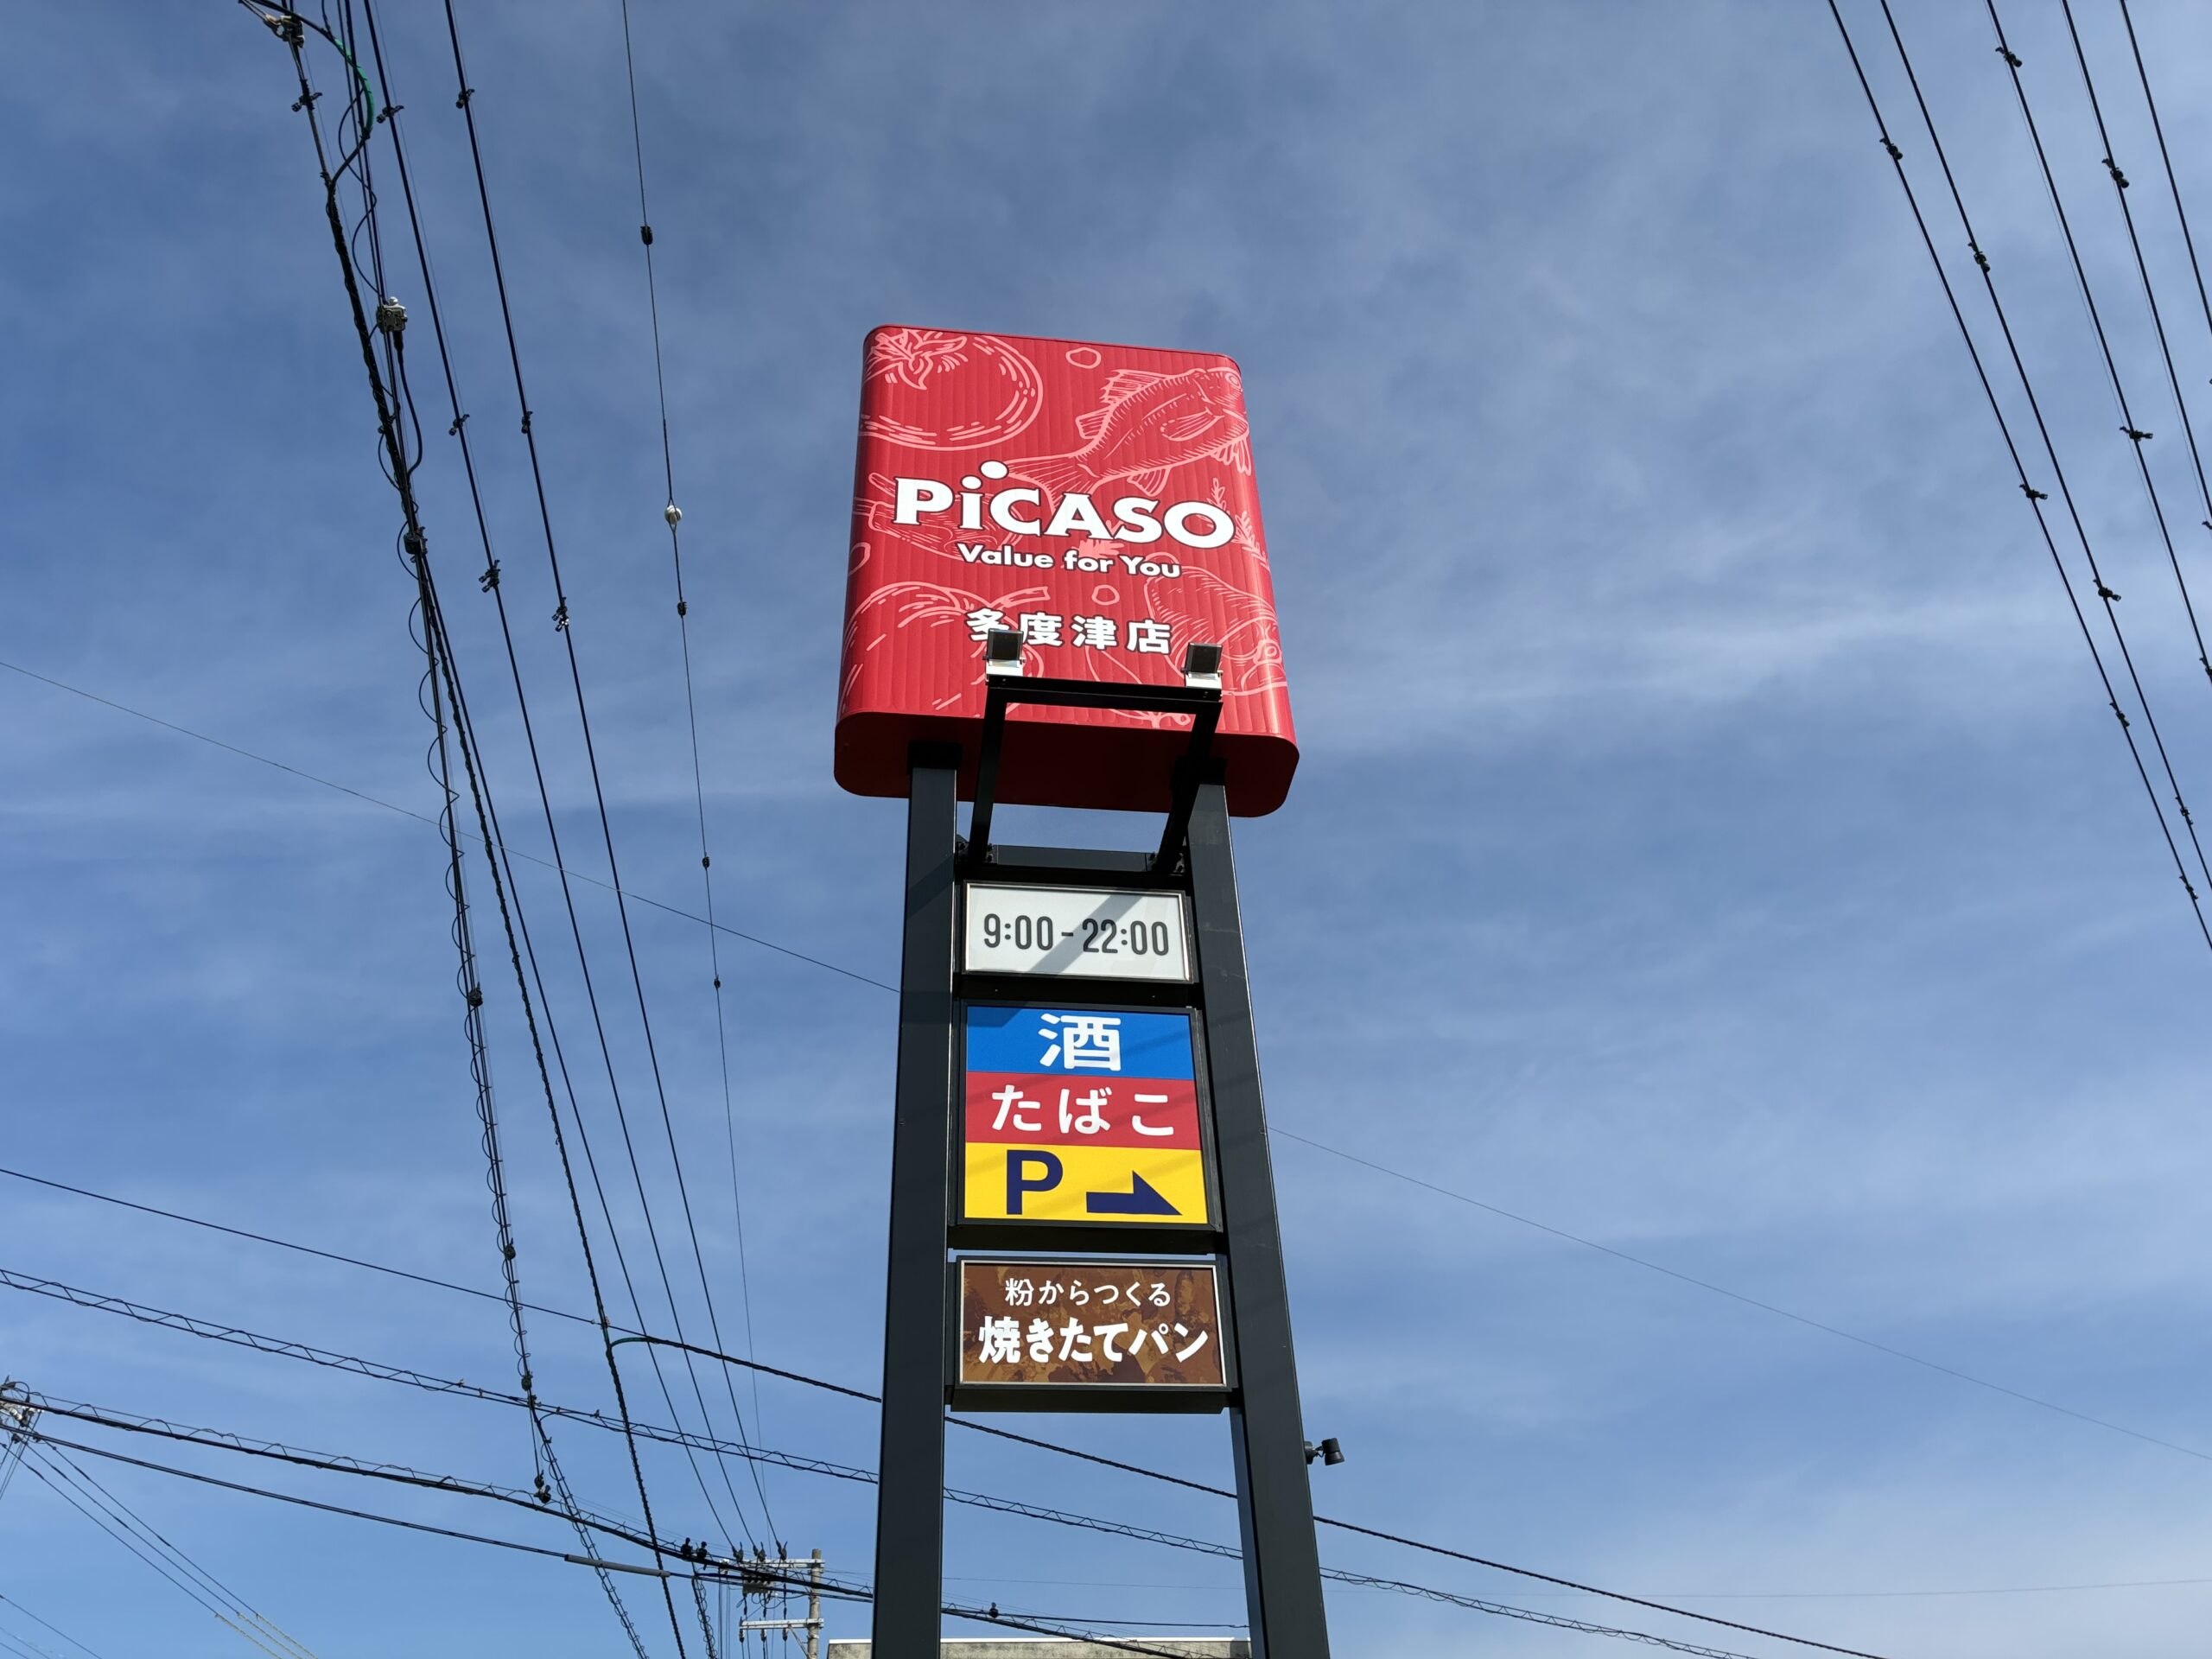 PiCASO
Value for You
多度津店
9:00-22:00
酒
たばこ
P
粉からつくる
焼きたてパン